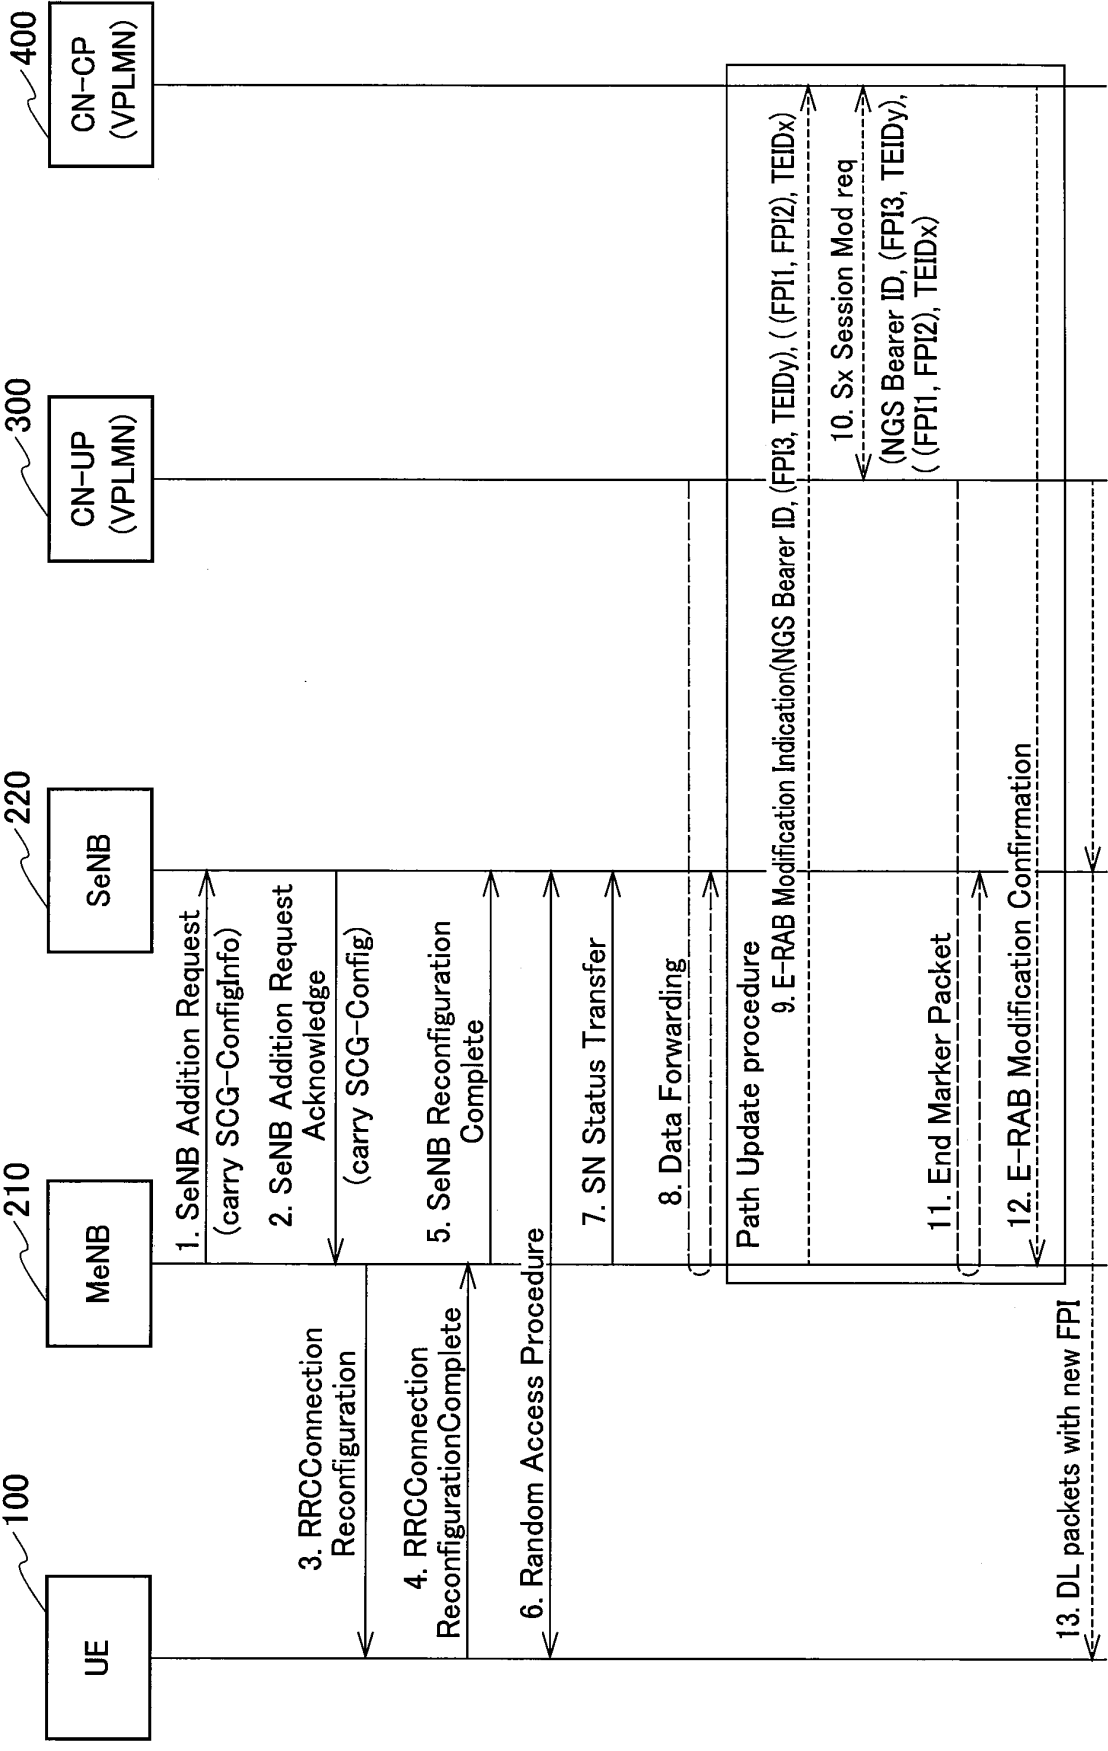 100
210
220
300
400
UE
MeNB
SeNB
CN-UP
(VPLMN)
CN-CP
(VPLMN)
1. SeNB Addition Request
(carry SCG-ConfigInfo)
2. SeNB Addition Request
Acknowledge
(carry SCG-Config)
3. RRCConnection
Reconfiguration
4. RRCConnection
ReconfigurationComplete
5. SeNB Reconfiguration
Complete
6. Random Access Procedure
7. SN Status Transfer
8. Data Forwarding
Path Update procedure
9. E-RAB Modification Indication(NGS Bearer ID, (FPI3, TEIDy), ( (FPI1, FPI2), TEIDx)
10. Sx Session Mod req
(NGS Bearer ID, (FPI3, TEIDy),
( (FPI1, FPI2), TEIDx)
11. End Marker Packet
12. E-RAB Modification Confirmation
13. DL packets with new FPI